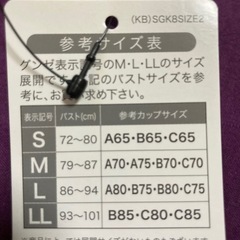 (KB)SGK8SIZE2
参考サイズ表
グンゼ表示記号のM・L・LLのサイズ
展開です。下記のバストサイズを参考
に、お求め下さい。
表示記号 バスト(cm) 参考カップサイズ
S 72~80 A65・B65・C65
M 79~87 A70・A75・B70・C70
L 86~94 A80・B75・B80・C75
LL 93~101 B85・C80・C85